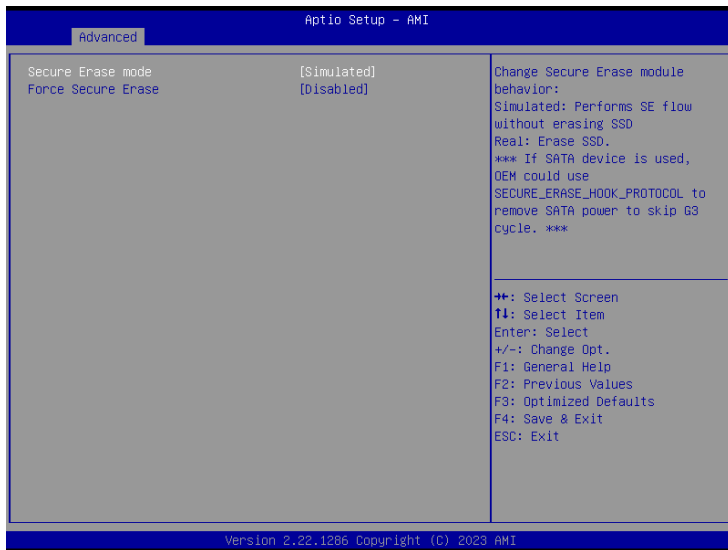 Aptio Setup – AMI
Advanced
Secure Erase mode [Simulated]
Force Secure Erase [Disabled]
Change Secure Erase module
behavior:
Simulated: Performs SE flow
without erasing SSD
Real: Erase SSD.
*** If SATA device is used,
OEM could use
SECURE_ERASE_HOOK_PROTOCOL to
remove SATA power to skip G3
cycle. ***
→←: Select Screen
↑↓: Select Item
Enter: Select
+/-: Change Opt.
F1: General Help
F2: Previous Values
F3: Optimized Defaults
F4: Save & Exit
ESC: Exit
Version 2.22.1286 Copyright (C) 2023 AMI